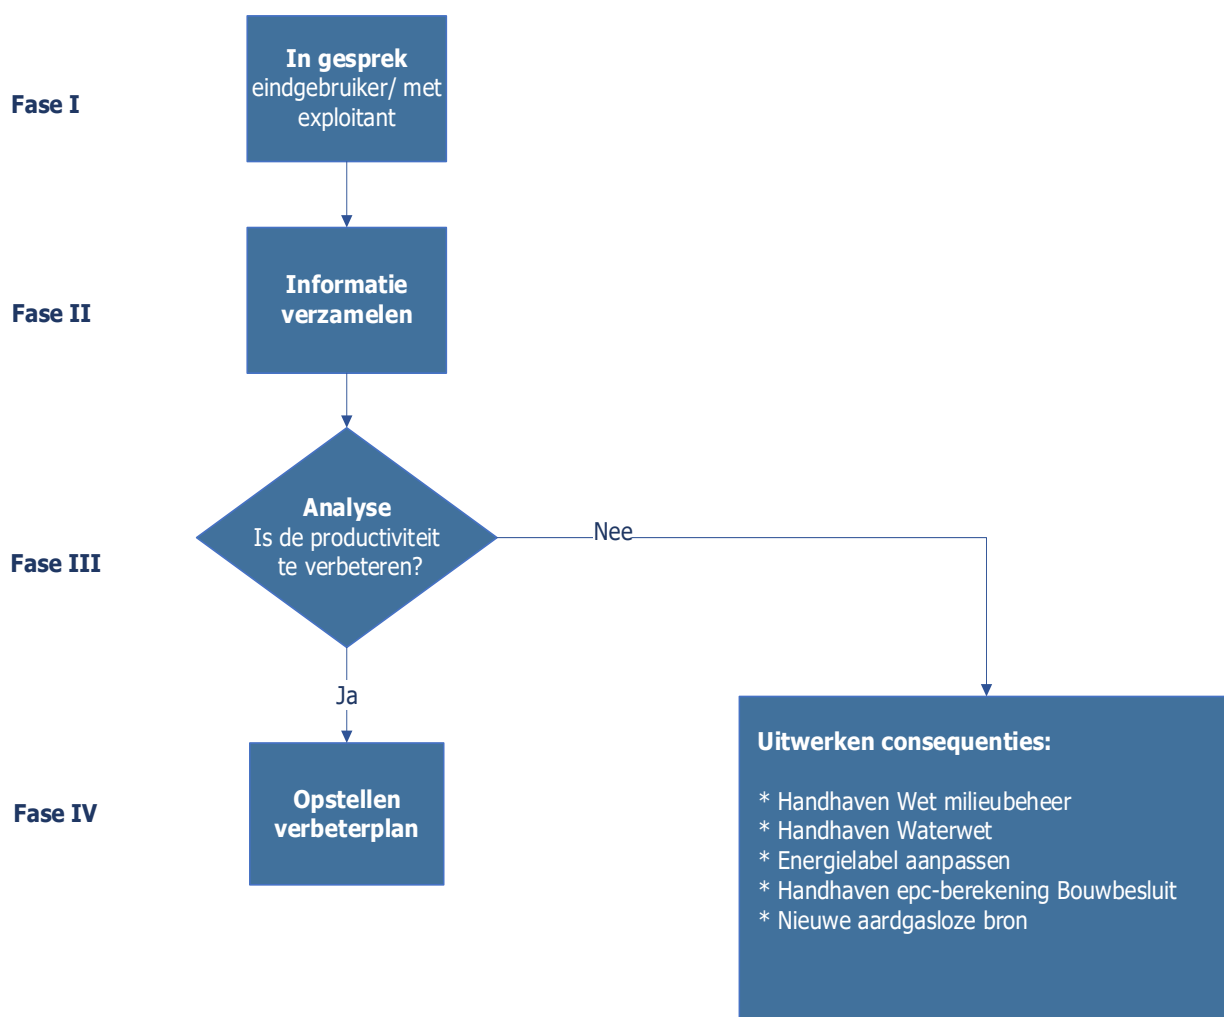 Fase I
In gesprek
eindgebruiker/ met
exploitant
Fase II
Informatie
verzamelen
Fase III
Analyse
Is de productiviteit
te verbeteren?
Nee
Ja
Fase IV
Opstellen
verbeterplan
Uitwerken consequenties:
* Handhaven Wet milieubeheer
* Handhaven Waterwet
* Energielabel aanpassen
* Handhaven epc-berekening Bouwbesluit
* Nieuwe aardgasloze bron